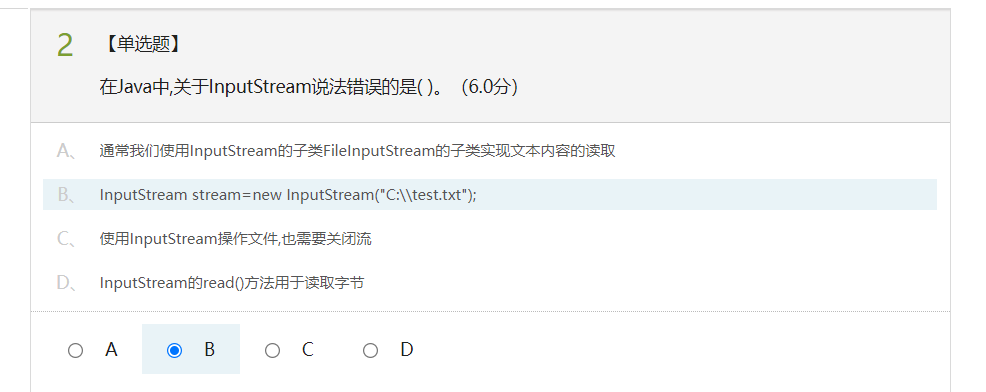 2 【单选题】
在Java中,关于InputStream说法错误的是( )。（6.0分）
A、 通常我们使用InputStream的子类FileInputStream的子类实现文本内容的读取
B、 InputStream stream=new InputStream("C:\\test.txt");
C、 使用InputStream操作文件,也需要关闭流
D、 InputStream的read()方法用于读取字节
A B C D